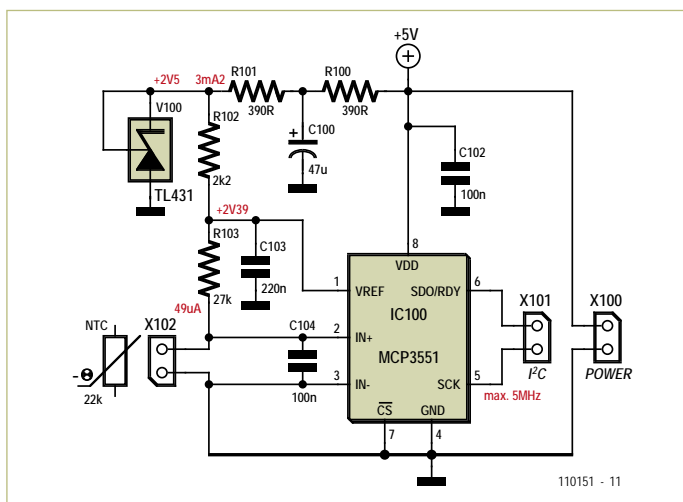 +5V
+2V5
3mA2
R101
390R
R100
390R
V100
TL431
R102
2k2
+
C100
47u
C102
100n
+2V39
R103
27k
C103
220n
49uA
NTC
22k
X102
C104
100n
1
VREF
2
IN+
3
IN-
8
VDD
IC100
MCP3551
SDO/RDY
6
SCK
5
CS
7
GND
4
X101
I²C
max. 5MHz
X100
POWER
110151 - 11